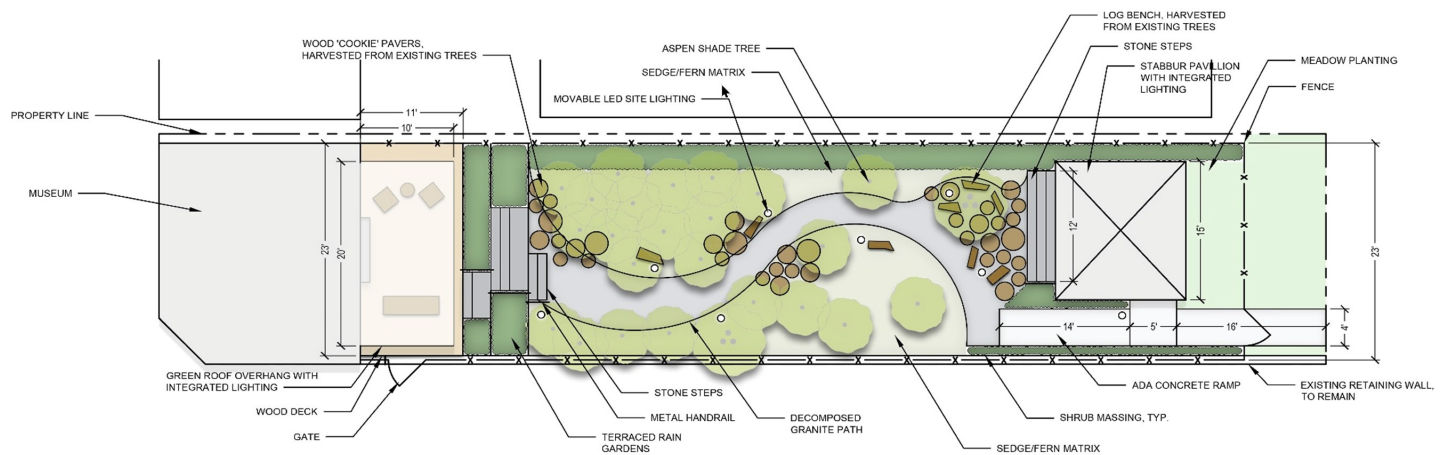 LOG BENCH, HARVESTED
FROM EXISTING TREES
WOOD 'COOKIE' PAVERS,
HARVESTED FROM EXISTING TREES
ASPEN SHADE TREE
STONE STEPS
SEDGE/FERN MATRIX
STABBUR PAVILLION
WITH INTEGRATED
LIGHTING
MEADOW PLANTING
MOVABLE LED SITE LIGHTING
FENCE
PROPERTY LINE
11'
10'
MUSEUM
23'
20'
12'
15'
23'
14'
5'
16'
4'
GREEN ROOF OVERHANG WITH
INTEGRATED LIGHTING
WOOD DECK
GATE
STONE STEPS
METAL HANDRAIL
TERRACED RAIN
GARDENS
DECOMPOSED
GRANITE PATH
ADA CONCRETE RAMP
SHRUB MASSING, TYP.
SEDGE/FERN MATRIX
EXISTING RETAINING WALL,
TO REMAIN